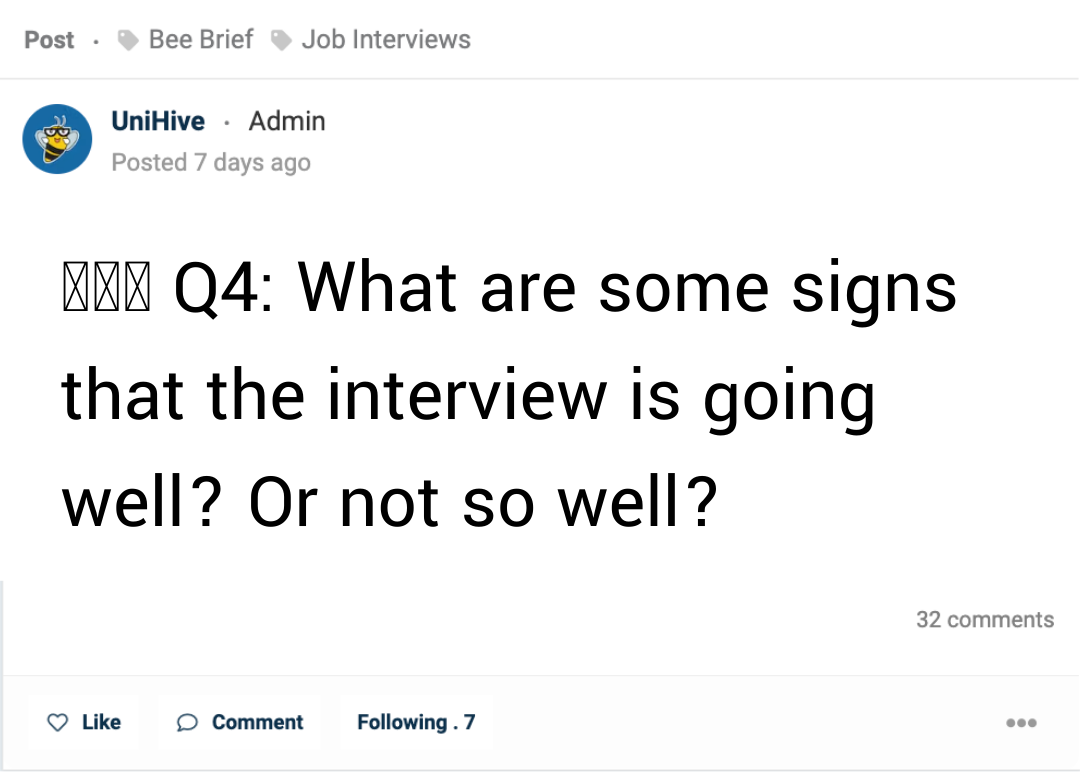 Post · Bee Brief Job Interviews
UniHive · Admin
Posted 7 days ago
Q4: What are some signs
that the interview is going
well? Or not so well?
32 comments
Like Comment Following . 7